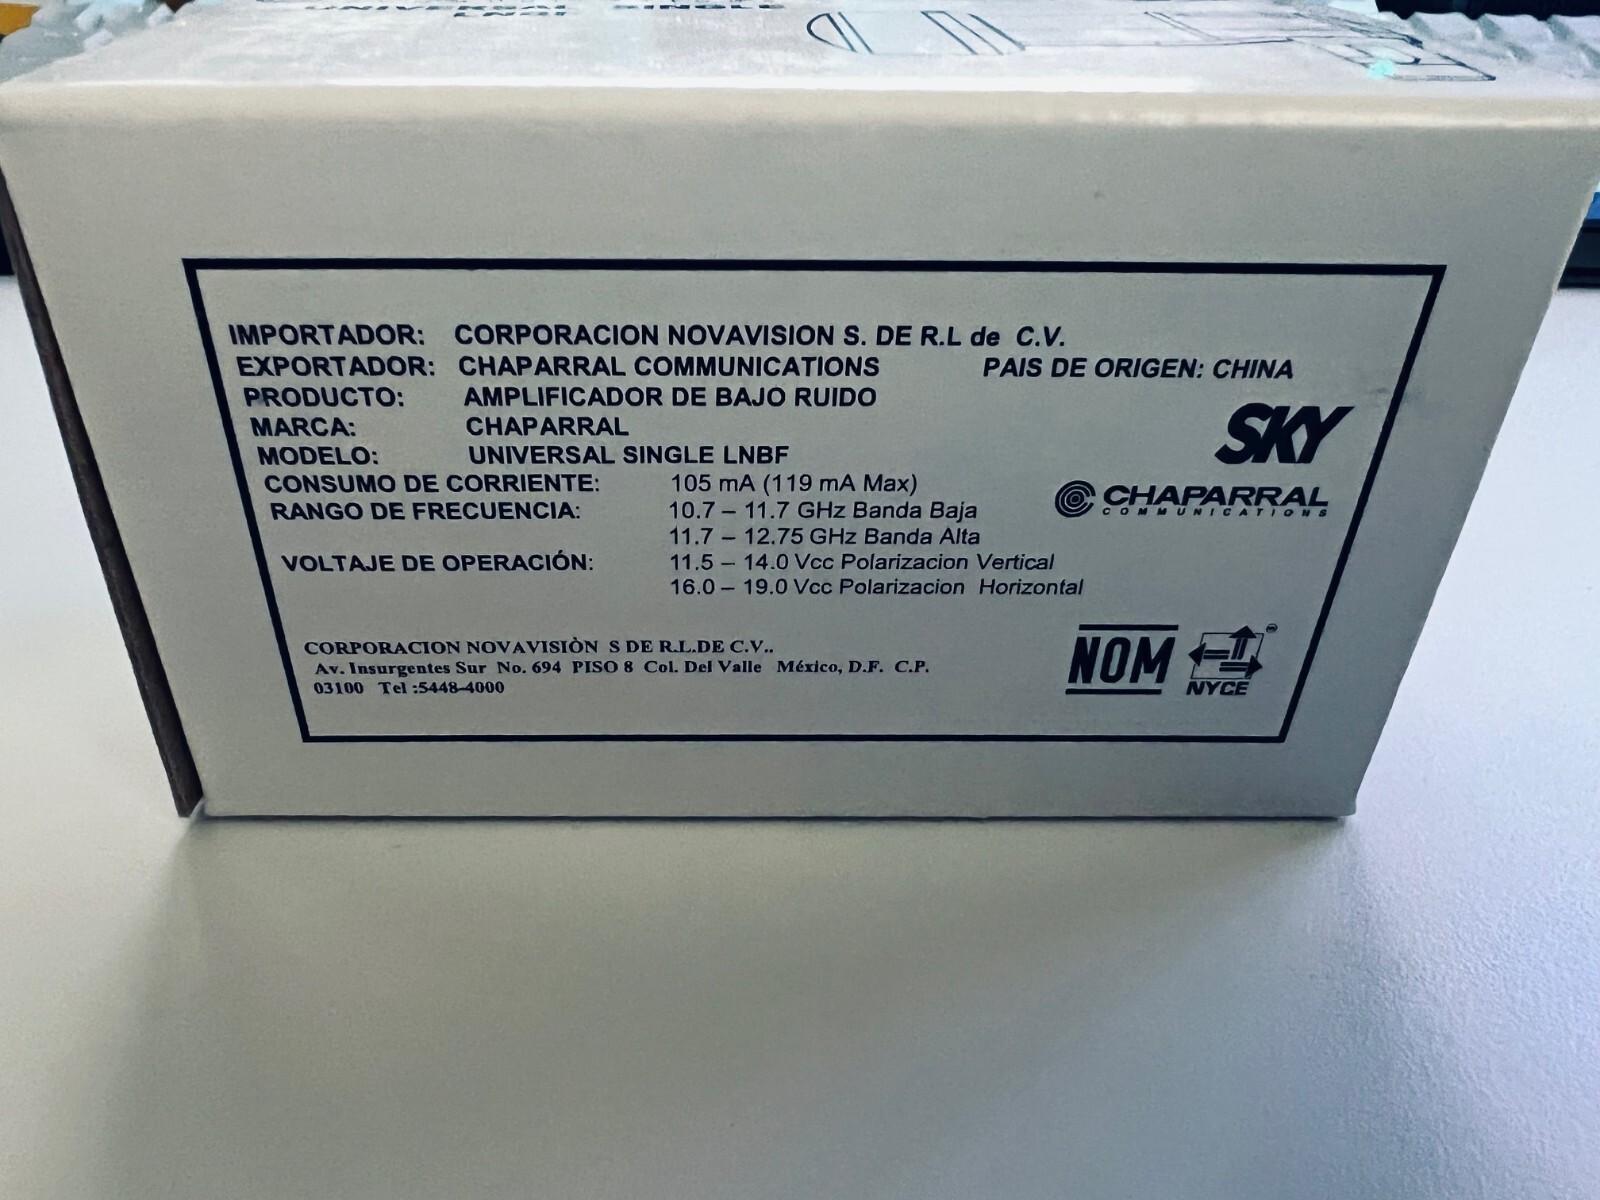 UNIVERSAL SINGLE
LNBF
IMPORTADOR: CORPORACION NOVAVISION S. DE R.L de C.V.
EXPORTADOR: CHAPARRAL COMMUNICATIONS PAIS DE ORIGEN: CHINA
PRODUCTO: AMPLIFICADOR DE BAJO RUIDO
MARCA: CHAPARRAL
MODELO: UNIVERSAL SINGLE LNBF
CONSUMO DE CORRIENTE: 105 mA (119 mA Max)
RANGO DE FRECUENCIA: 10.7 – 11.7 GHz Banda Baja
11.7 – 12.75 GHz Banda Alta
VOLTAJE DE OPERACIÓN: 11.5 – 14.0 Vcc Polarizacion Vertical
16.0 – 19.0 Vcc Polarizacion Horizontal
SKY
CHAPARRAL
COMMUNICATIONS
CORPORACION NOVAVISIÒN S DE R.L.DE C.V..
Av. Insurgentes Sur No. 694 PISO 8 Col. Del Valle México, D.F. C.P.
03100 Tel :5448-4000
NOM
NYCE